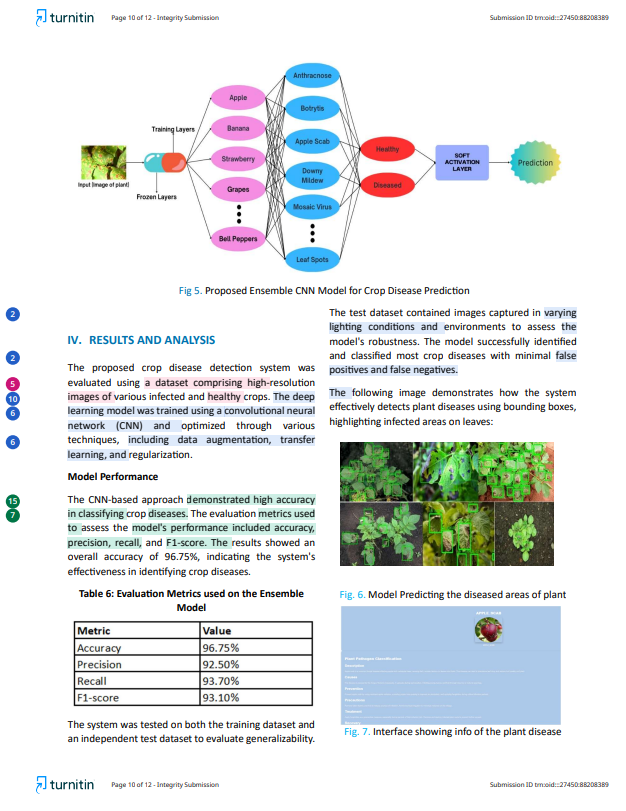 turnitin Page 10 of 12 - Integrity Submission Submission ID trn:oid:::27450:88208389
Anthracnose
Apple
Botrytis
Training Layers
Banana
Apple Scab
Healthy
Strawberry
SOFT
ACTIVATION
LAYER
Prediction
Input (Image of plant)
Downy
Mildew
Grapes
Diseased
Frozen Layers
Mosaic Virus
Bell Peppers
Leaf Spots
Fig 5. Proposed Ensemble CNN Model for Crop Disease Prediction
2
IV. RESULTS AND ANALYSIS
2
The proposed crop disease detection system was
5
evaluated using a dataset comprising high-resolution
10
images of various infected and healthy crops. The deep
6
learning model was trained using a convolutional neural
network (CNN) and optimized through various
6
techniques, including data augmentation, transfer
learning, and regularization.
Model Performance
15
The CNN-based approach demonstrated high accuracy
7
in classifying crop diseases. The evaluation metrics used
to assess the model's performance included accuracy,
precision, recall, and F1-score. The results showed an
overall accuracy of 96.75%, indicating the system's
effectiveness in identifying crop diseases.
Table 6: Evaluation Metrics used on the Ensemble
Model
Metric Value
Accuracy 96.75%
Precision 92.50%
Recall 93.70%
F1-score 93.10%
The system was tested on both the training dataset and
an independent test dataset to evaluate generalizability.
The test dataset contained images captured in varying
lighting conditions and environments to assess the
model's robustness. The model successfully identified
and classified most crop diseases with minimal false
positives and false negatives.
The following image demonstrates how the system
effectively detects plant diseases using bounding boxes,
highlighting infected areas on leaves:
Fig. 6. Model Predicting the diseased areas of plant
APPLE SCAB
Plant Pathogen Classification
Fig. 7. Interface showing info of the plant disease
turnitin Page 10 of 12 - Integrity Submission Submission ID trn:oid:::27450:88208389